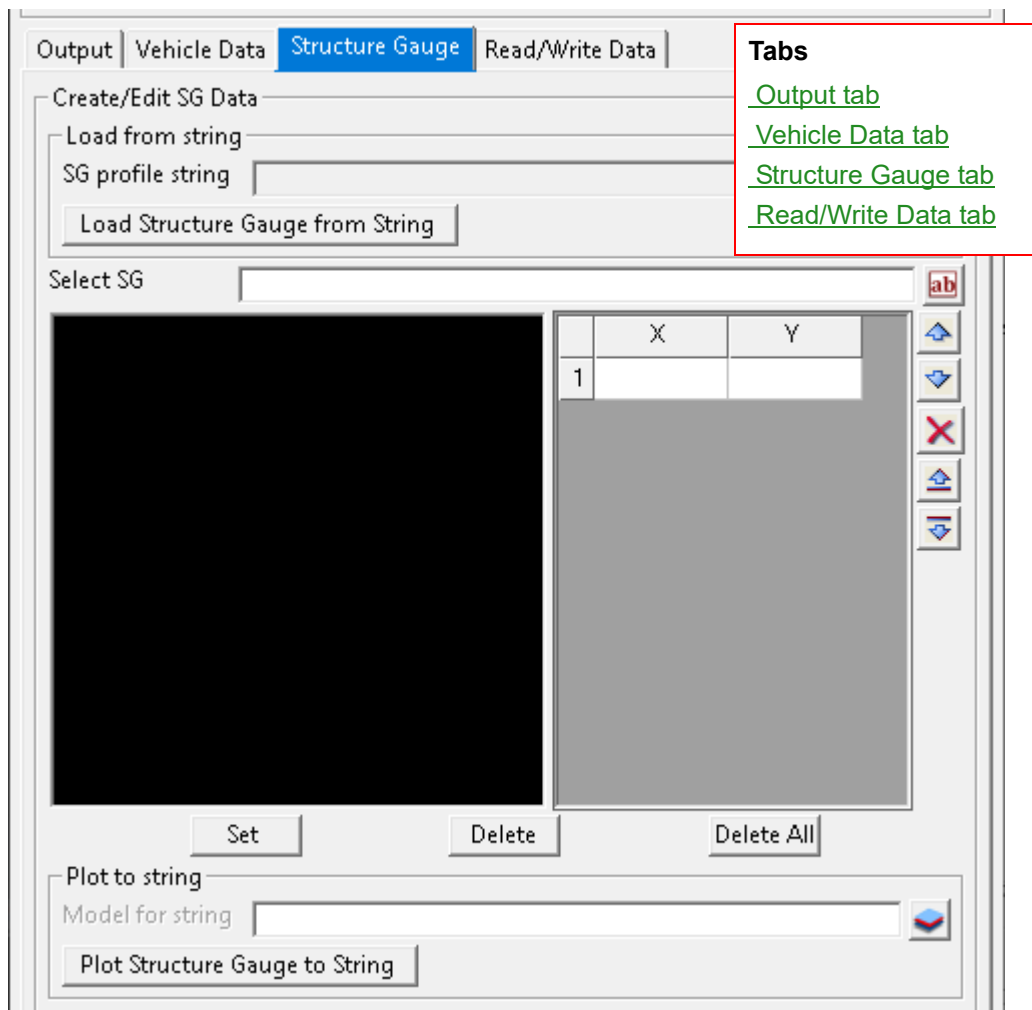 Output Vehicle Data Structure Gauge Read/Write Data
Tabs
Output tab
Vehicle Data tab
Structure Gauge tab
Read/Write Data tab
Create/Edit SG Data
Load from string
SG profile string
Load Structure Gauge from String
Select SG
ab
X Y
1
Set Delete Delete All
Plot to string
Model for string
Plot Structure Gauge to String